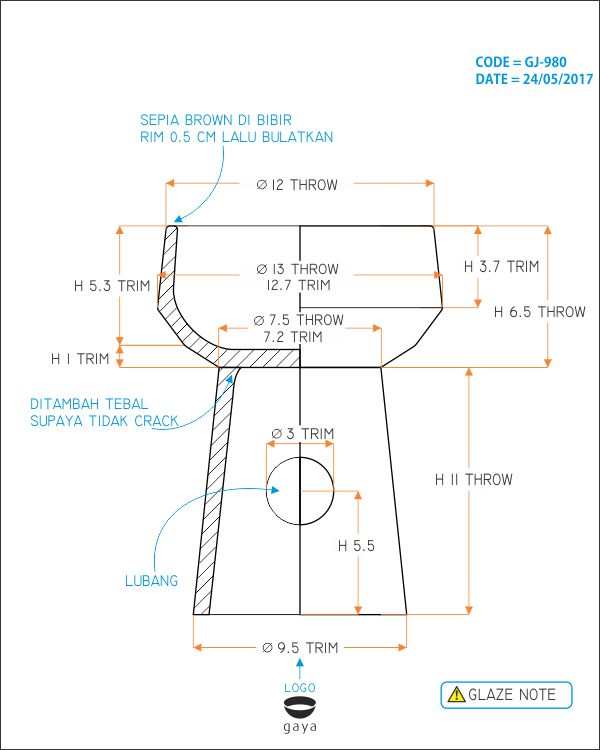 CODE = GJ-980
DATE = 24/05/2017
SEPIA BROWN DI BIBIR
RIM 0.5 CM LALU BULATKAN
Ø 12 THROW
H 3.7 TRIM
Ø 13 THROW
12.7 TRIM
H 5.3 TRIM
H 6.5 THROW
Ø 7.5 THROW
7.2 TRIM
H 1 TRIM
DITAMBAH TEBAL
SUPAYA TIDAK CRACK
Ø 3 TRIM
H 11 THROW
H 5.5
LUBANG
Ø 9.5 TRIM
LOGO
gaya
GLAZE NOTE